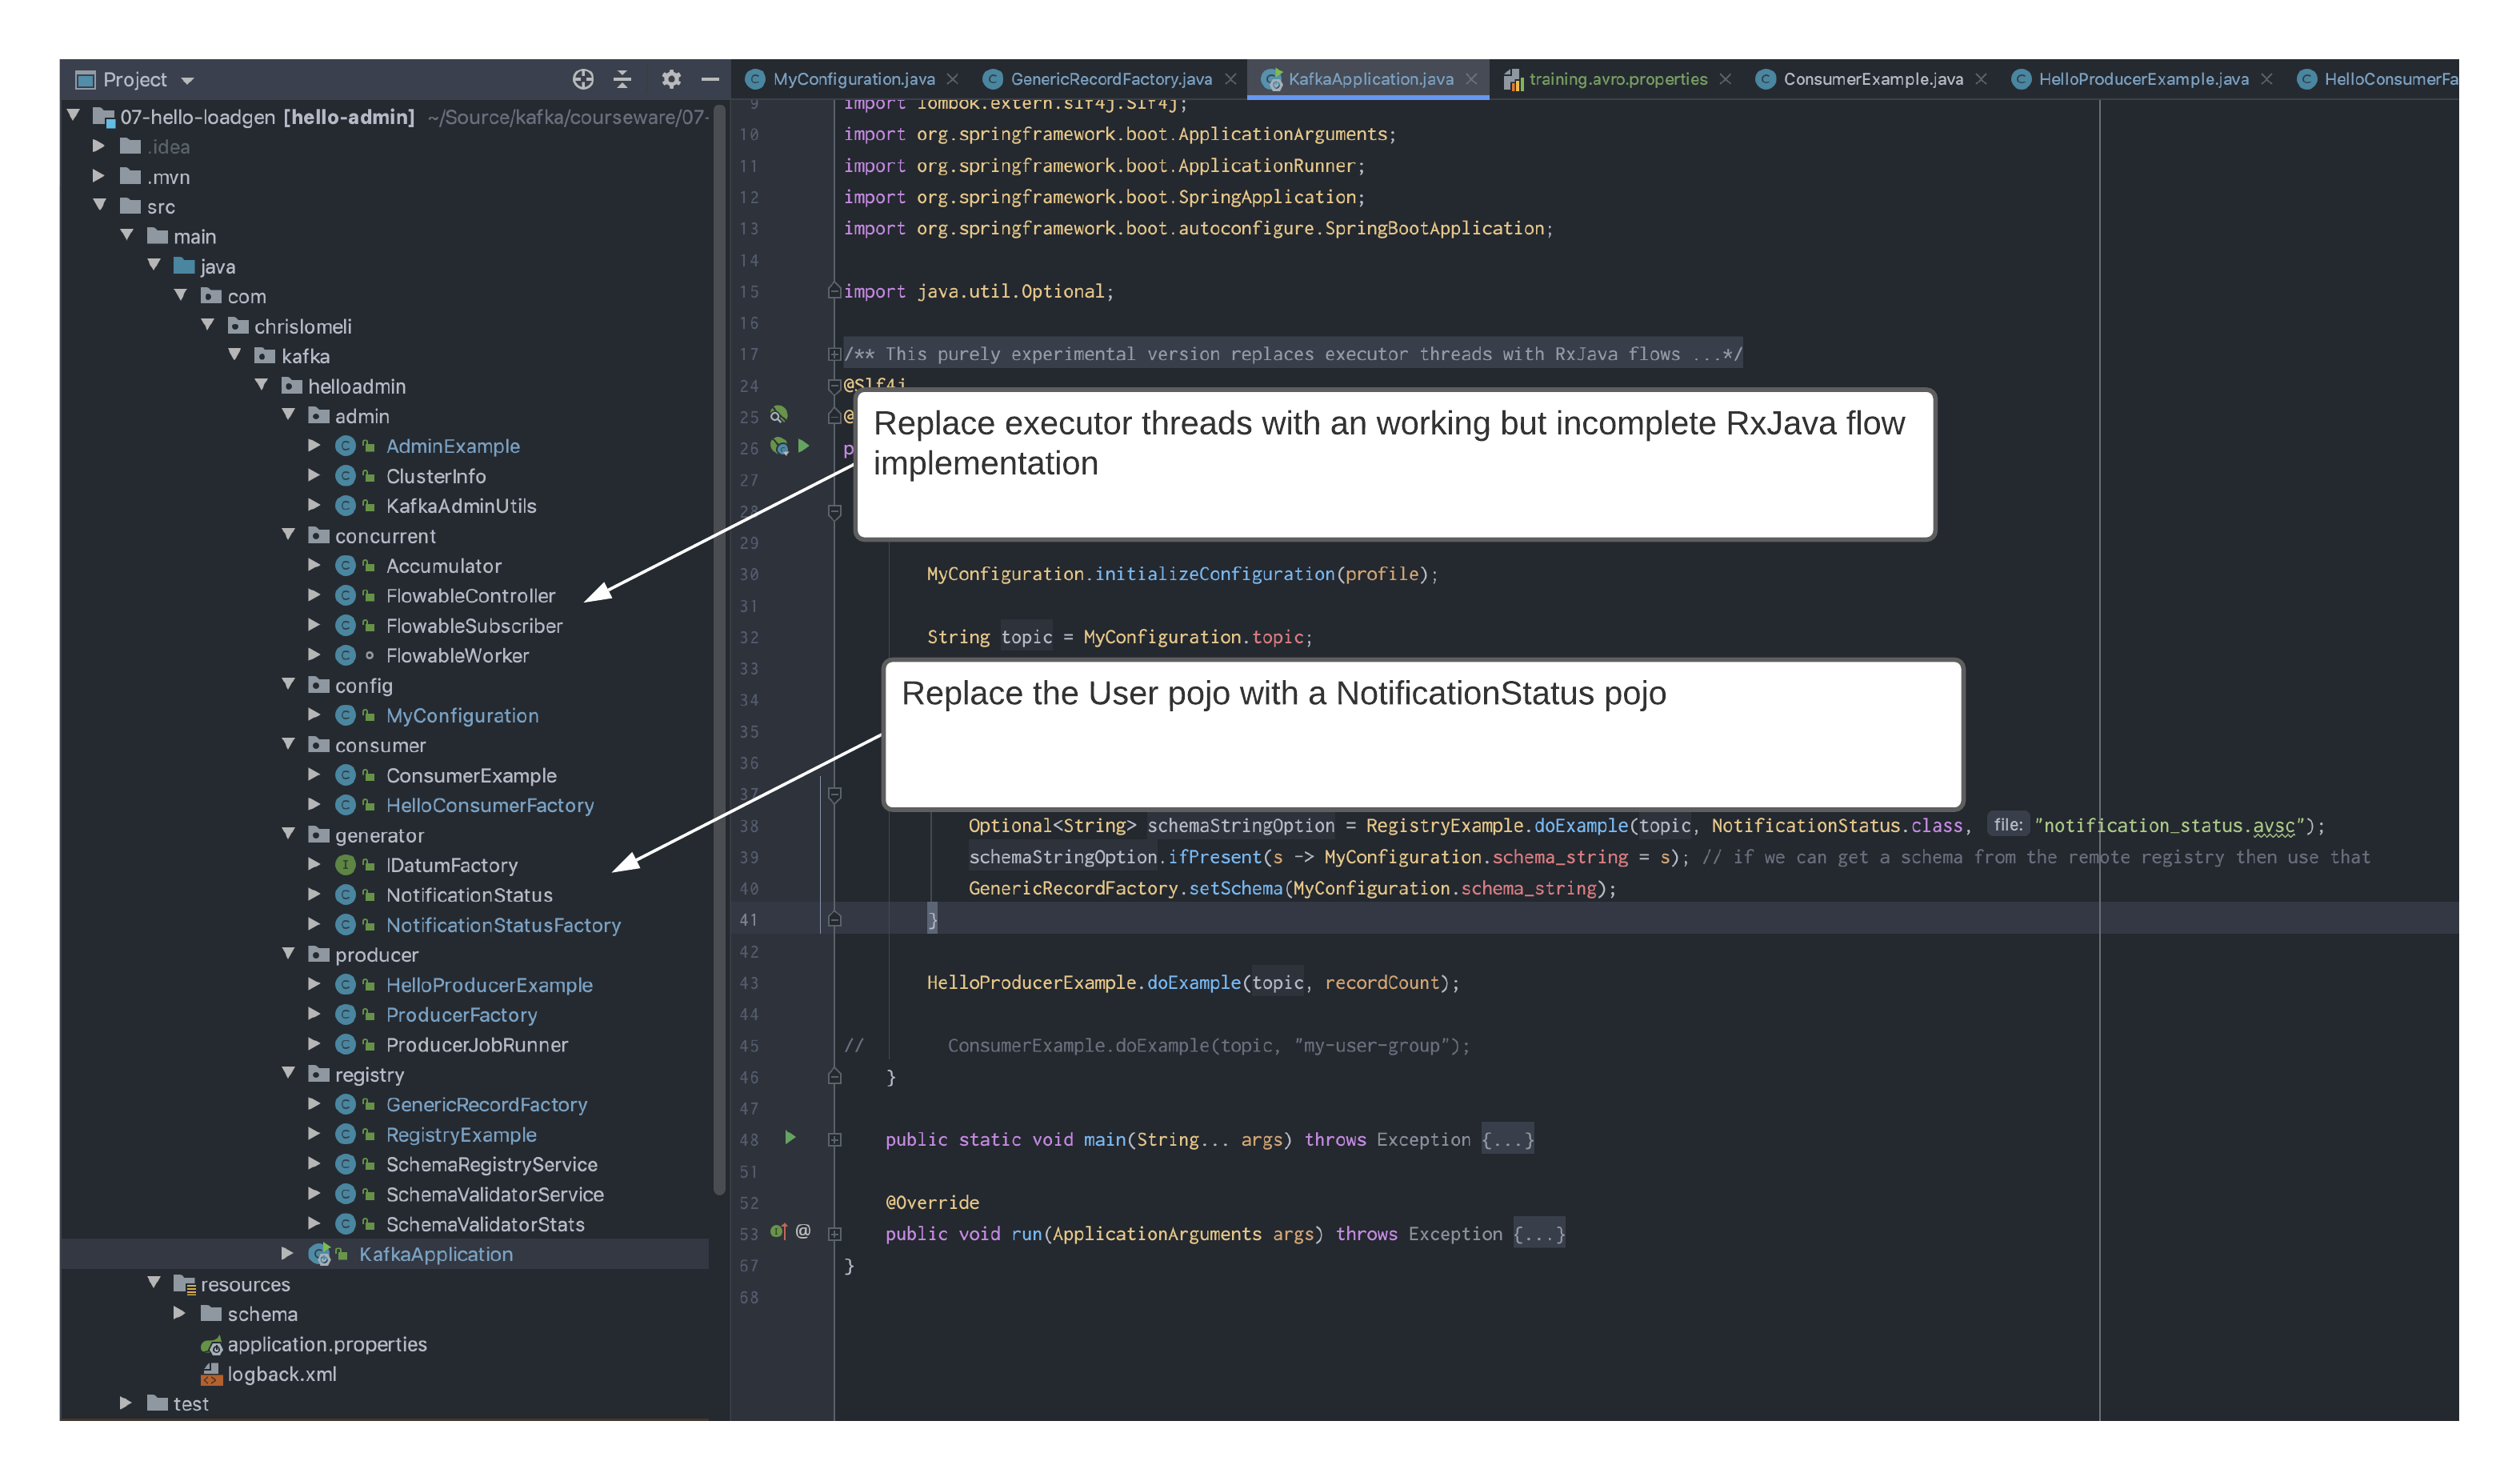 Project
07-hello-loadgen [hello-admin] ~/Source/kafka/courseware/07-
.idea
.mvn
src
main
java
com
chrislomeli
kafka
helloadmin
admin
AdminExample
ClusterInfo
KafkaAdminUtils
concurrent
Accumulator
FlowableController
FlowableSubscriber
FlowableWorker
config
MyConfiguration
consumer
ConsumerExample
HelloConsumerFactory
generator
IDatumFactory
NotificationStatus
NotificationStatusFactory
producer
HelloProducerExample
ProducerFactory
ProducerJobRunner
registry
GenericRecordFactory
RegistryExample
SchemaRegistryService
SchemaValidatorService
SchemaValidatorStats
KafkaApplication
resources
schema
application.properties
logback.xml
test
MyConfiguration.java GenericRecordFactory.java KafkaApplication.java training.avro.properties ConsumerExample.java HelloProducerExample.java HelloConsumerFa
9 import lombok.extern.slf4j.Slf4j;
10 import org.springframework.boot.ApplicationArguments;
11 import org.springframework.boot.ApplicationRunner;
12 import org.springframework.boot.SpringApplication;
13 import org.springframework.boot.autoconfigure.SpringBootApplication;
14
15 import java.util.Optional;
16
17 /** This purely experimental version replaces executor threads with RxJava flows ...*/
24 @Slf4j
25 @
26 p
27
28
29
30 MyConfiguration.initializeConfiguration(profile);
31
32 String topic = MyConfiguration.topic;
33
34
35
36
37
38 Optional<String> schemaStringOption = RegistryExample.doExample(topic, NotificationStatus.class, file: "notification_status.avsc");
39 schemaStringOption.ifPresent(s -> MyConfiguration.schema_string = s); // if we can get a schema from the remote registry then use that
40 GenericRecordFactory.setSchema(MyConfiguration.schema_string);
41 }
42
43 HelloProducerExample.doExample(topic, recordCount);
44
45 // ConsumerExample.doExample(topic, "my-user-group");
46 }
47
48 public static void main(String... args) throws Exception {...}
51
52 @Override
53 public void run(ApplicationArguments args) throws Exception {...}
67 }
68
Replace executor threads with an working but incomplete RxJava flow
implementation
Replace the User pojo with a NotificationStatus pojo